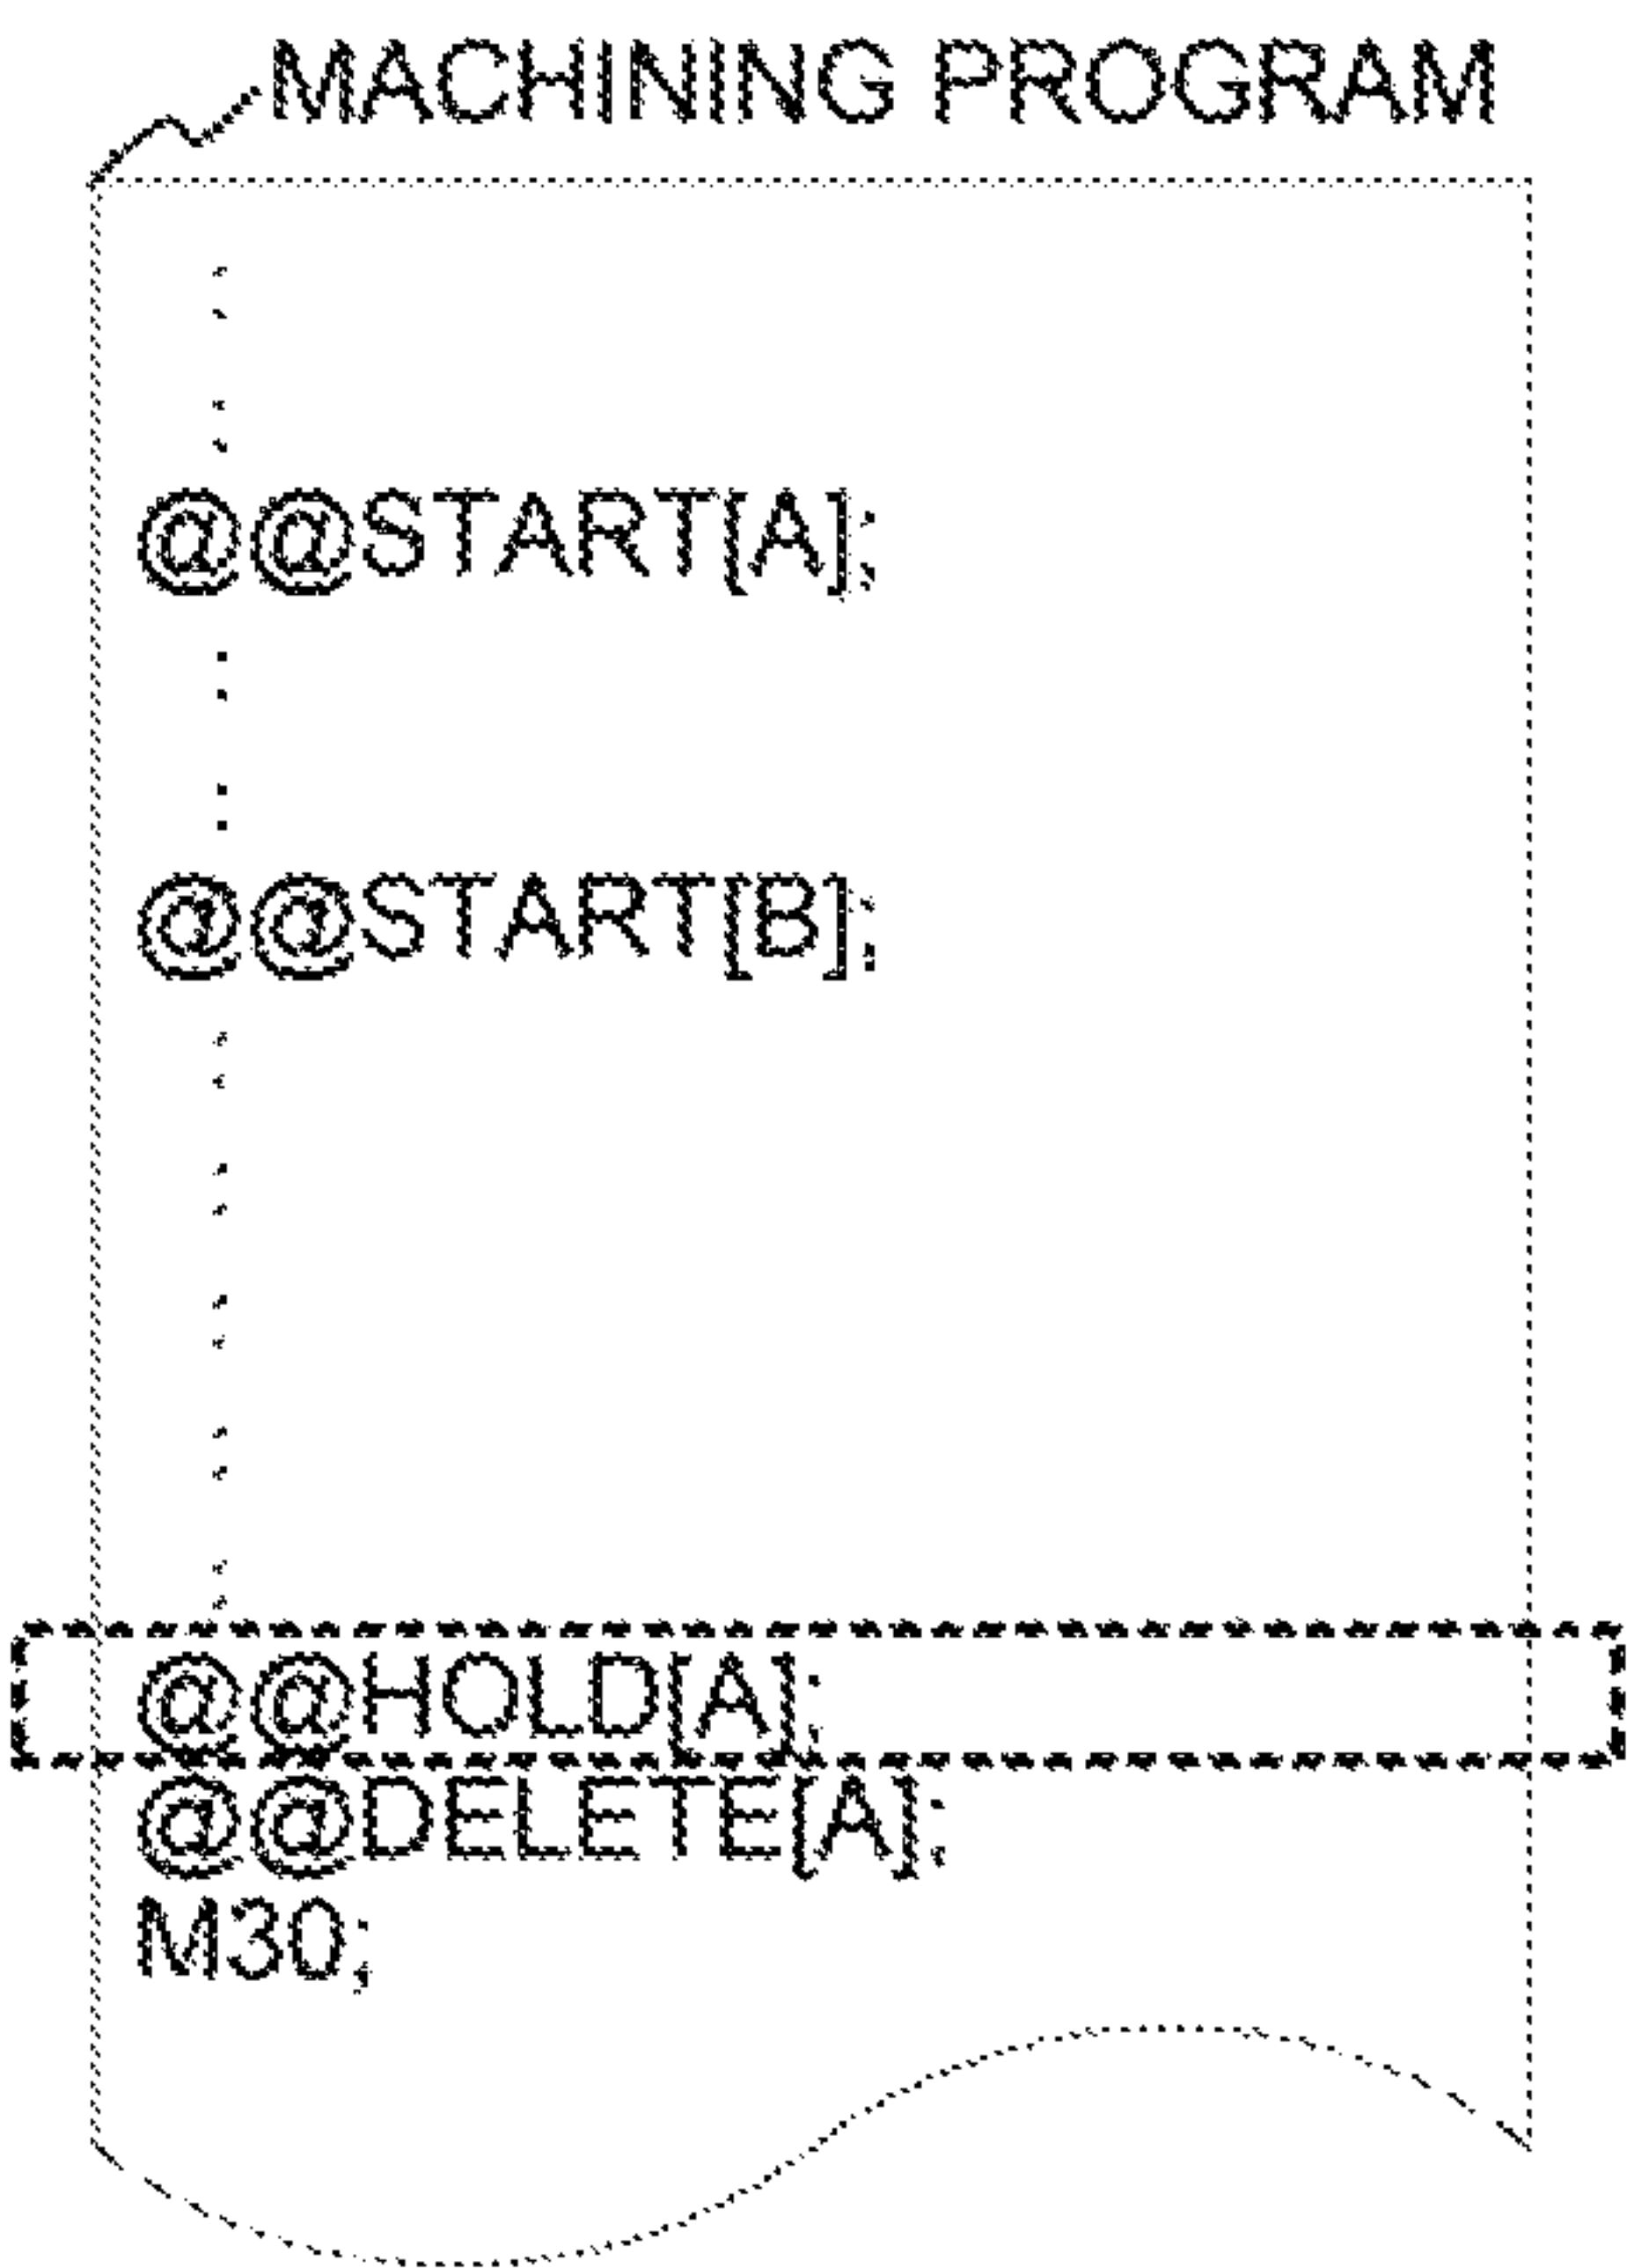 MACHINING PROGRAM
:
:
@@START[A];
:
:
@@START[B];
:
:
:
:
:
@@HOLD[A];
@@DELETE[A];
M30;